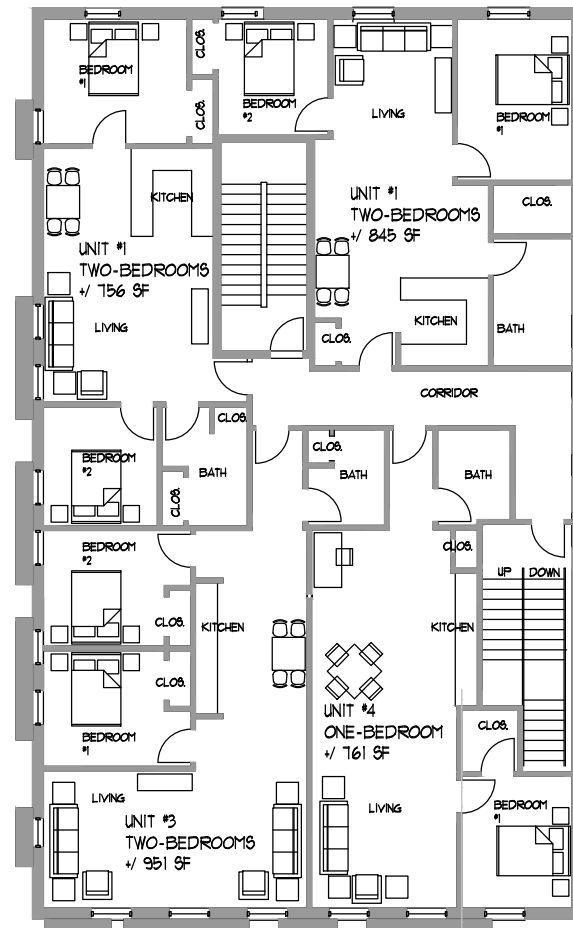 BEDROOM
#1
CLOS.
CLOS.
BEDROOM
#2
LIVING
BEDROOM
#1
KITCHEN
UNIT #1
TWO-BEDROOMS
+/ 756 SF
LIVING
UNIT #1
TWO-BEDROOMS
+/ 845 SF
CLOS.
KITCHEN
CLOS.
BATH
CORRIDOR
CLOS.
BEDROOM
#2
BATH
CLOS.
CLOS.
BATH
BATH
BEDROOM
#2
CLOS.
KITCHEN
CLOS.
BEDROOM
#1
CLOS.
UP
DOWN
KITCHEN
UNIT #4
ONE-BEDROOM
+/ 761 SF
CLOS.
LIVING
UNIT #3
TWO-BEDROOMS
+/ 951 SF
LIVING
BEDROOM
#1